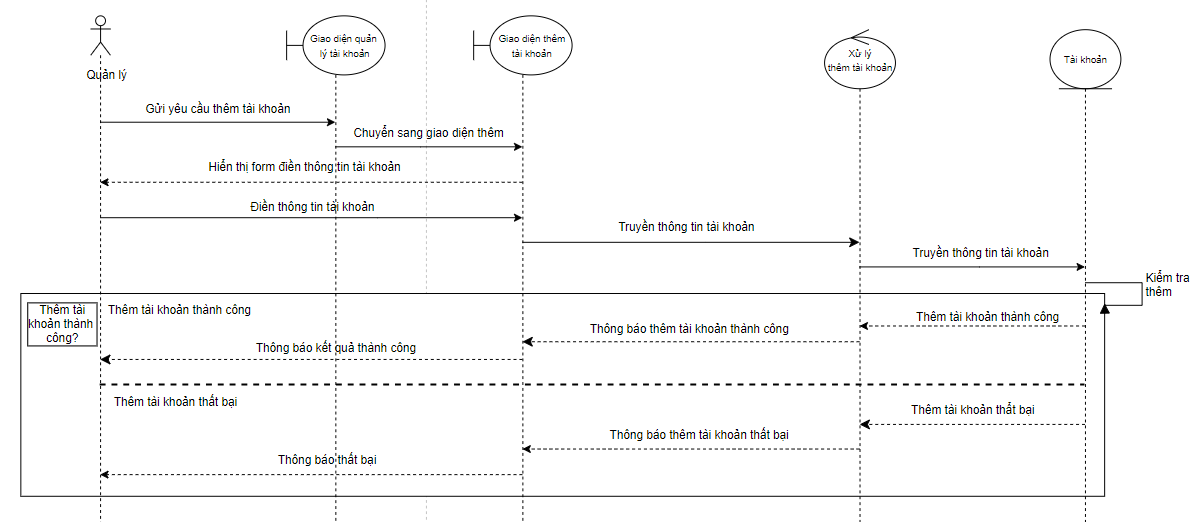 Giao diện quản
lý tài khoản
Giao diện thêm
tài khoản
Xử lý
thêm tài khoản
Tài khoản
Quản lý
Gửi yêu cầu thêm tài khoản
Chuyển sang giao diện thêm
Hiển thị form điền thông tin tài khoản
Điền thông tin tài khoản
Truyền thông tin tài khoản
Truyền thông tin tài khoản
Kiểm tra
thêm
Thêm tài
khoản thành
công?
Thêm tài khoản thành công
Thêm tài khoản thành công
Thông báo thêm tài khoản thành công
Thông báo kết quả thành công
Thêm tài khoản thất bại
Thêm tài khoản thất bại
Thông báo thêm tài khoản thất bại
Thông báo thất bại